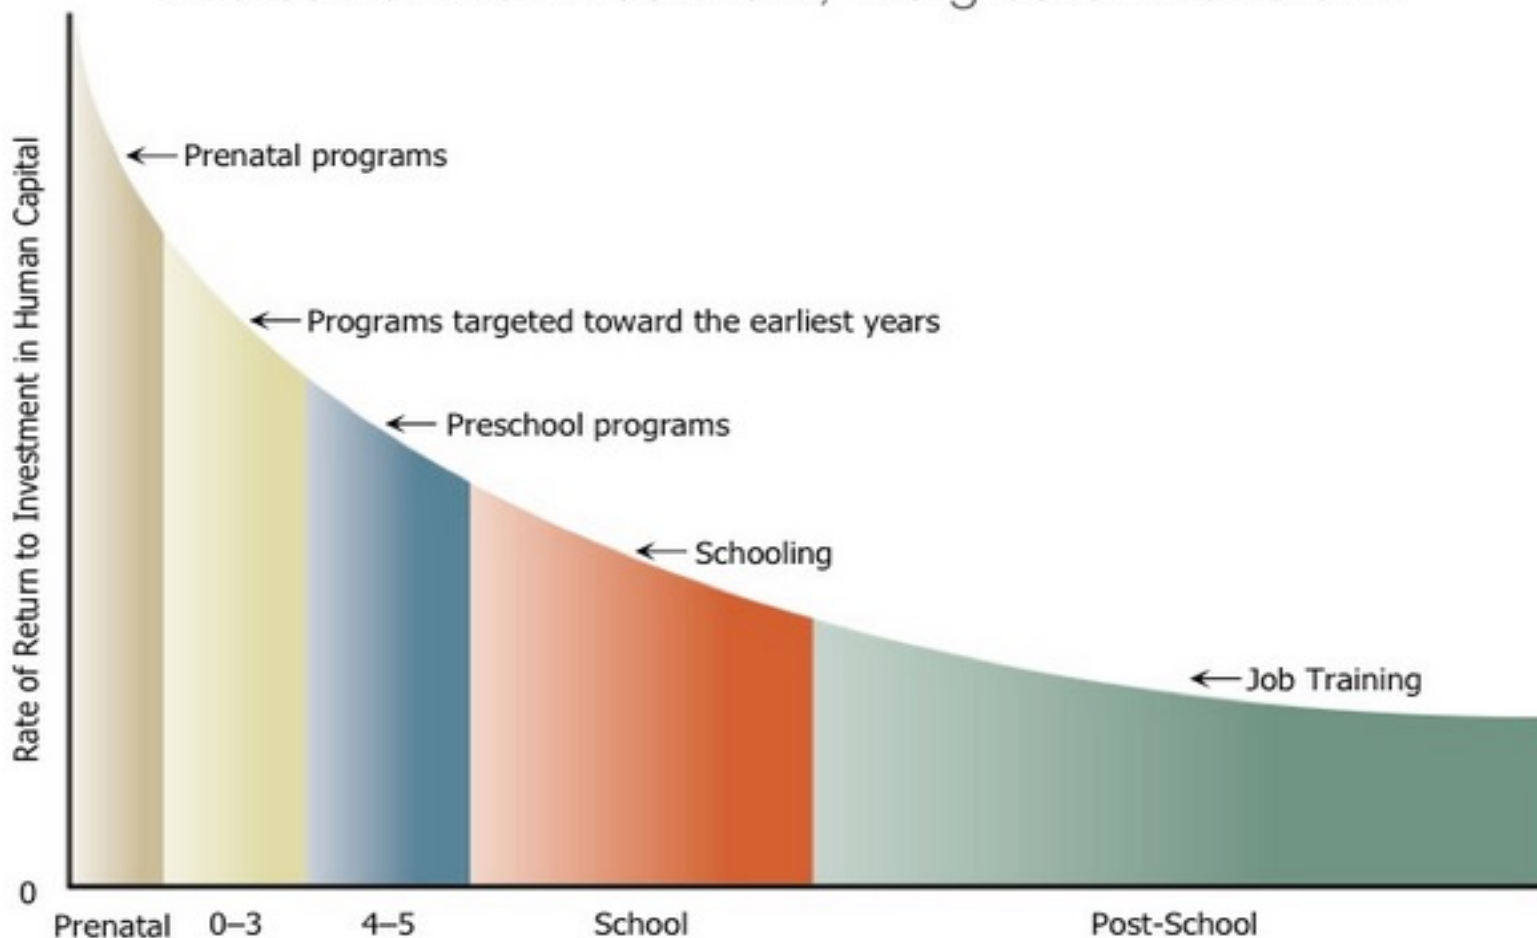 Rate of Return to Investment in Human Capital
Prenatal programs
Programs targeted toward the earliest years
Preschool programs
Schooling
Job Training
0
Prenatal 0–3 4–5 School Post-School